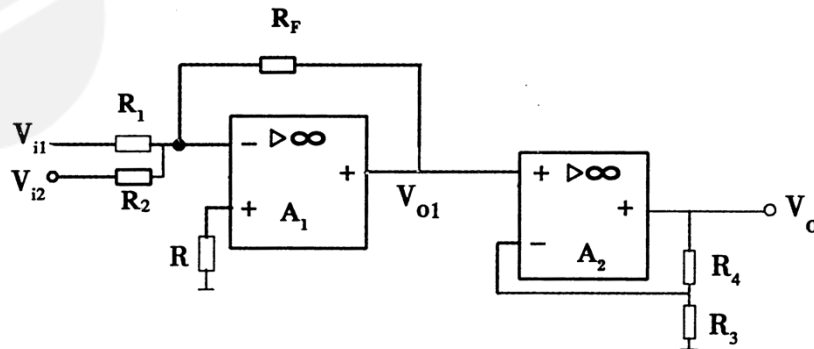 R_F
R_1
V_i1
▷∞
−
+
+
A_1
V_o1
V_i2
R_2
R
+
▷∞
+
−
A_2
V_o
R_4
R_3